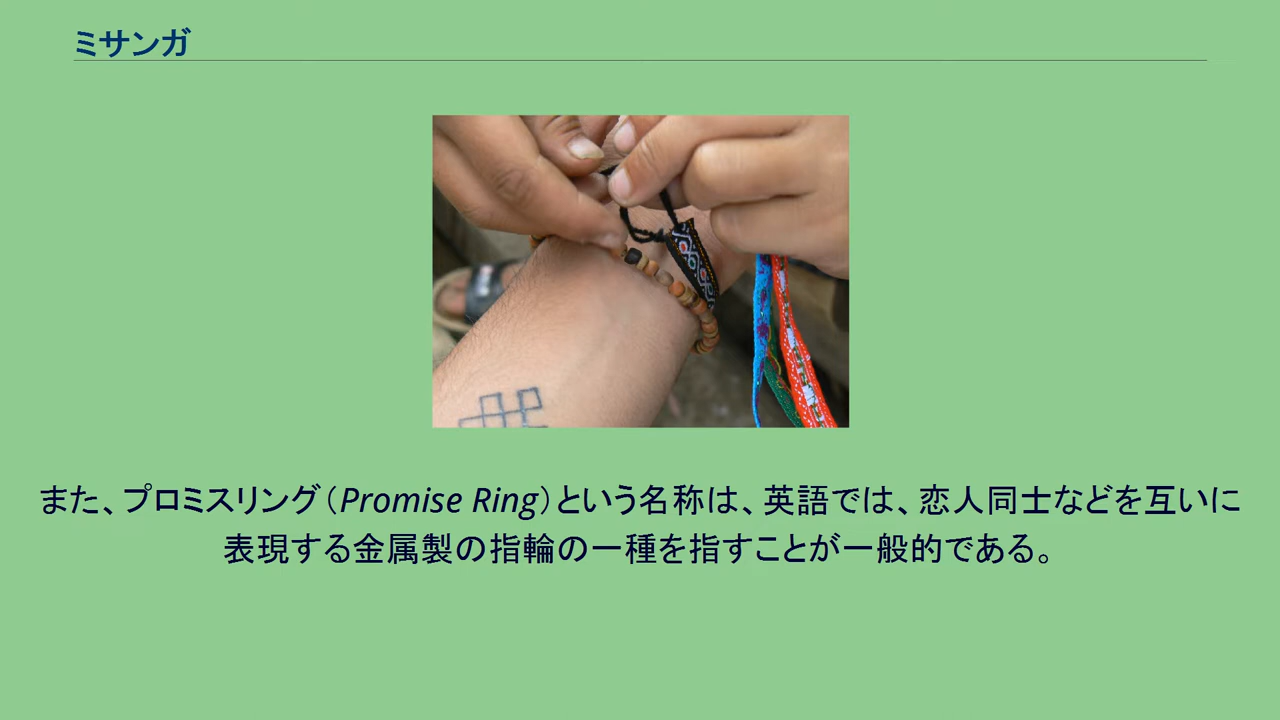 ミサンガ
また、プロミスリング（Promise Ring）という名称は、英語では、恋人同士などを互いに
表現する金属製の指輪の一種を指すことが一般的である。